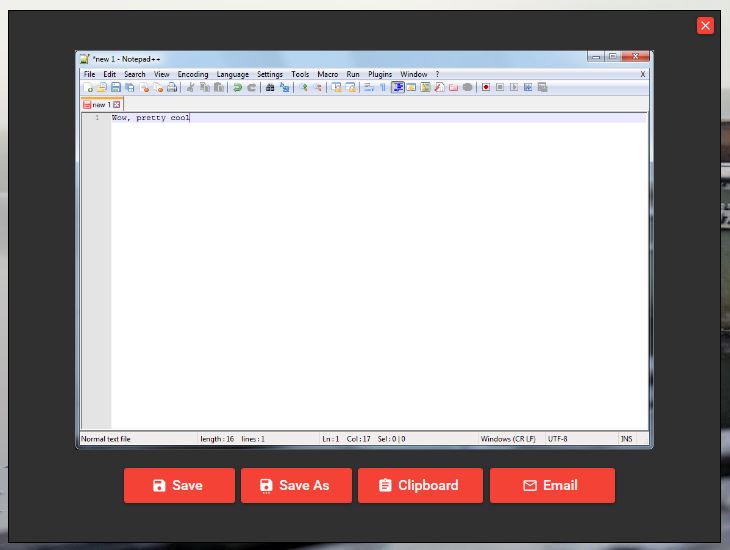 *new 1 - Notepad++
File Edit Search View Encoding Language Settings Tools Macro Run Plugins Window ? X
new 1
1 Wow, pretty cool
Normal text file length : 16 lines : 1 Ln : 1 Col : 17 Sel : 0 | 0 Windows (CR LF) UTF-8 INS
Save Save As Clipboard Email